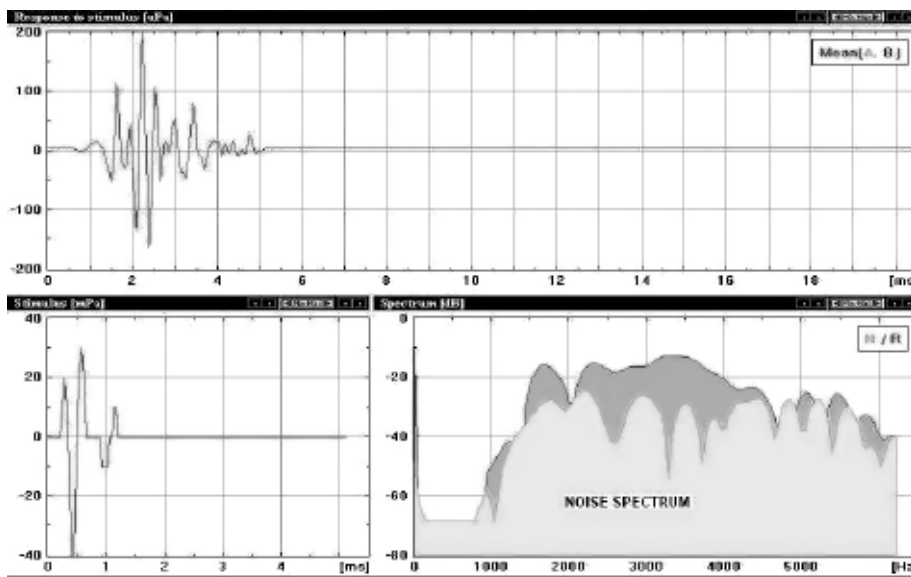 Response to stimulus [uPa]
200
100
0
-100
-200
Mean(A, B)
0 2 4 6 8 10 12 14 16 18 [ms
Stimulus [mPa]
40
20
0
-20
-40
0 1 2 3 4 [ms]
Spectrum [dB]
0
-20
-40
-60
-80
N / R
NOISE SPECTRUM
0 1000 2000 3000 4000 5000 [Hz